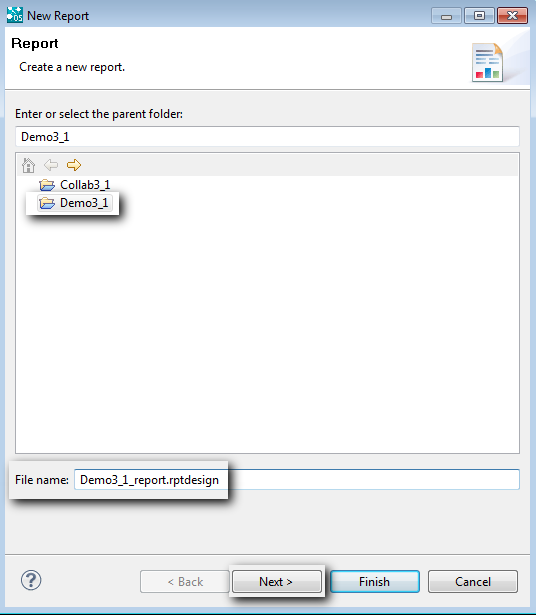 New Report
Report
Create a new report.
Enter or select the parent folder:
Demo3_1
Collab3_1
Demo3_1
File name: Demo3_1_report.rptdesign
? < Back Next > Finish Cancel